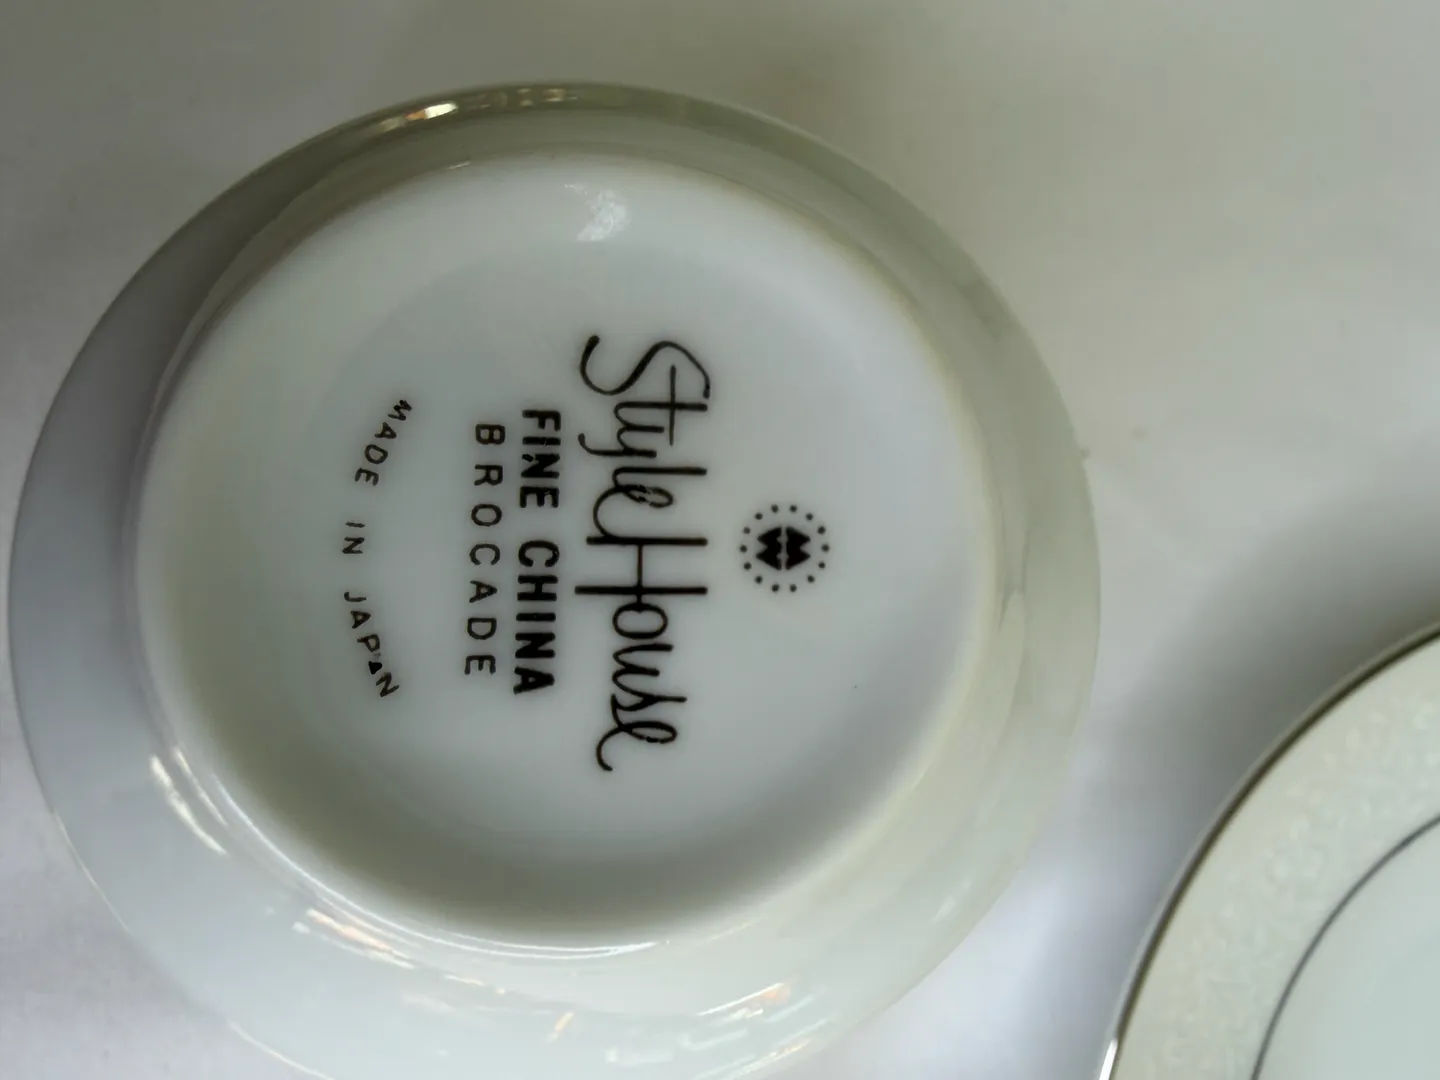 Style House
FINE CHINA
BROCADE
MADE IN JAPAN